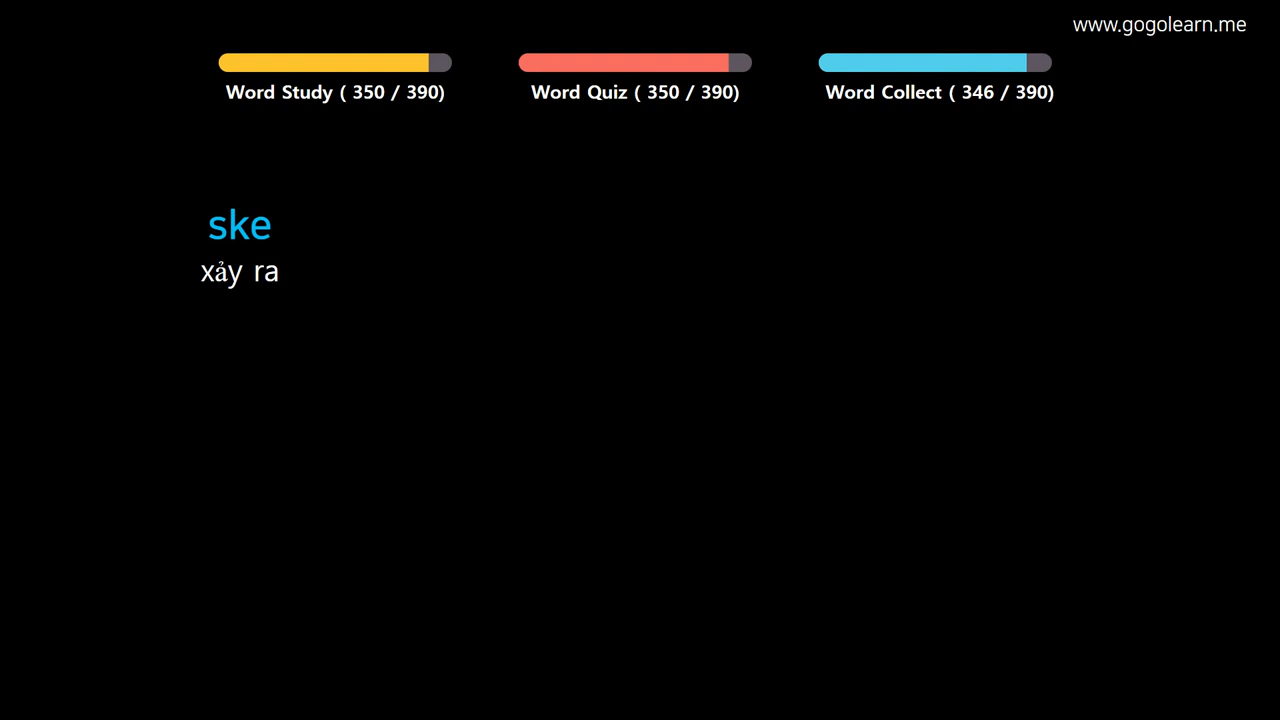 www.gogolearn.me
Word Study ( 350 / 390)
Word Quiz ( 350 / 390)
Word Collect ( 346 / 390)
ske
xảy ra